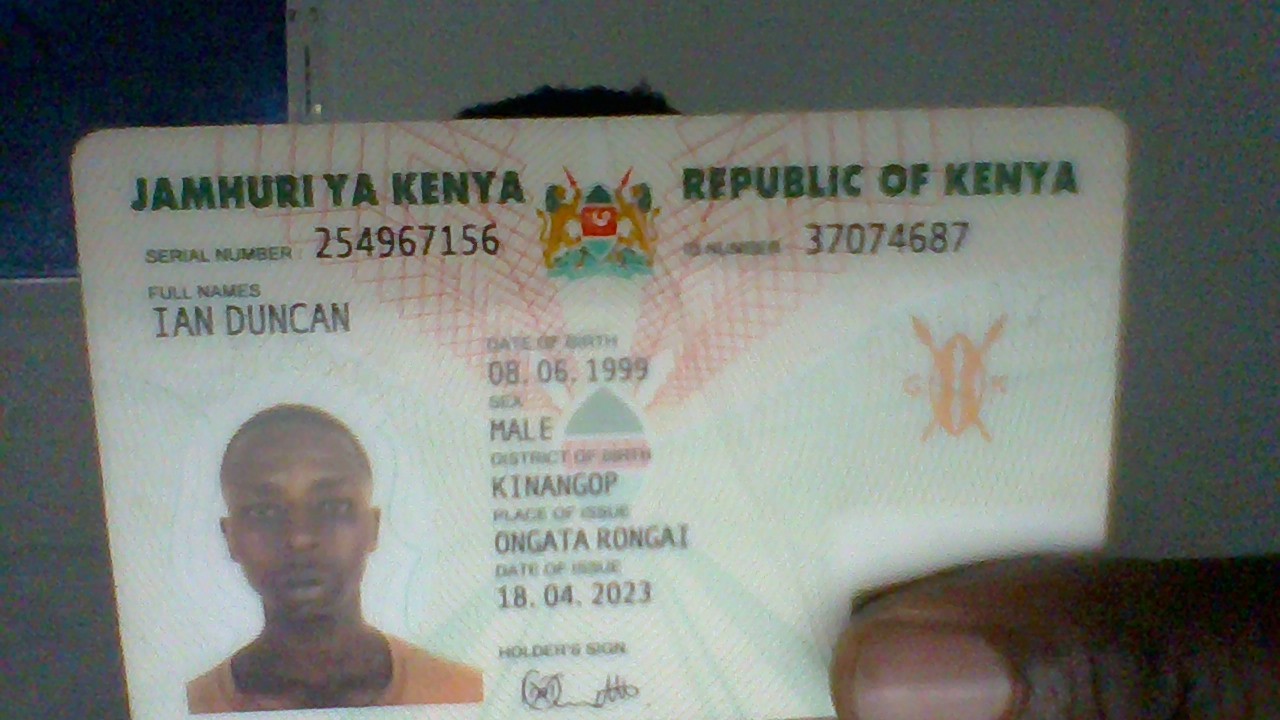 JAMHURI YA KENYA REPUBLIC OF KENYA
SERIAL NUMBER : 254967156 ID NUMBER 37074687
FULL NAMES
IAN DUNCAN
DATE OF BIRTH
08. 06. 1999
SEX
MALE
DISTRICT OF BIRTH
KINANGOP
PLACE OF ISSUE
ONGATA RONGAI
DATE OF ISSUE
18. 04. 2023
HOLDER'S SIGN.
G K